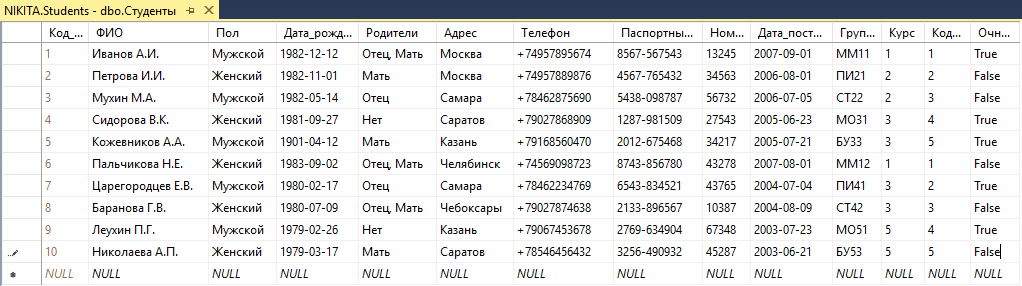 NIKITA.Students - dbo.Студенты
Код_... ФИО Пол Дата_рожд... Родители Адрес Телефон Паспортны... Ном... Дата_пост... Груп... Курс Код... Очн...
1 Иванов А.И. Мужской 1982-12-12 Отец, Мать Москва +74957895674 8567-567543 13245 2007-09-01 ММ11 1 1 True
2 Петрова И.И. Женский 1982-11-01 Мать Москва +74957889876 4567-765432 34563 2006-08-01 ПИ21 2 2 False
3 Мухин М.А. Мужской 1982-05-14 Отец Самара +78462875690 5438-098787 56732 2006-07-05 СТ22 2 3 False
4 Сидорова В.К. Женский 1981-09-27 Нет Саратов +79027868909 1287-981509 27543 2005-06-23 МО31 3 4 True
5 Кожевников А.А. Мужской 1901-04-12 Мать Казань +79168560470 2012-675468 34217 2005-07-21 БУ33 3 5 True
6 Пальчикова Н.Е. Женский 1983-09-02 Отец, Мать Челябинск +74569098723 8743-856780 43278 2007-08-01 ММ12 1 1 False
7 Царегородцев Е.В. Мужской 1980-02-17 Отец Самара +78462234769 6543-834521 43765 2004-07-04 ПИ41 3 2 True
8 Баранова Г.В. Женский 1980-07-09 Отец, Мать Чебоксары +79027874638 2133-896567 10387 2004-08-09 СТ42 3 3 False
9 Леухин П.Г. Мужской 1979-02-26 Нет Казань +79067453678 2769-634904 67348 2003-07-23 МО51 5 4 True
10 Николаева А.П. Женский 1979-03-17 Мать Саратов +78546456432 3256-490932 45287 2003-06-21 БУ53 5 5 False
NULL NULL NULL NULL NULL NULL NULL NULL NULL NULL NULL NULL NULL NULL